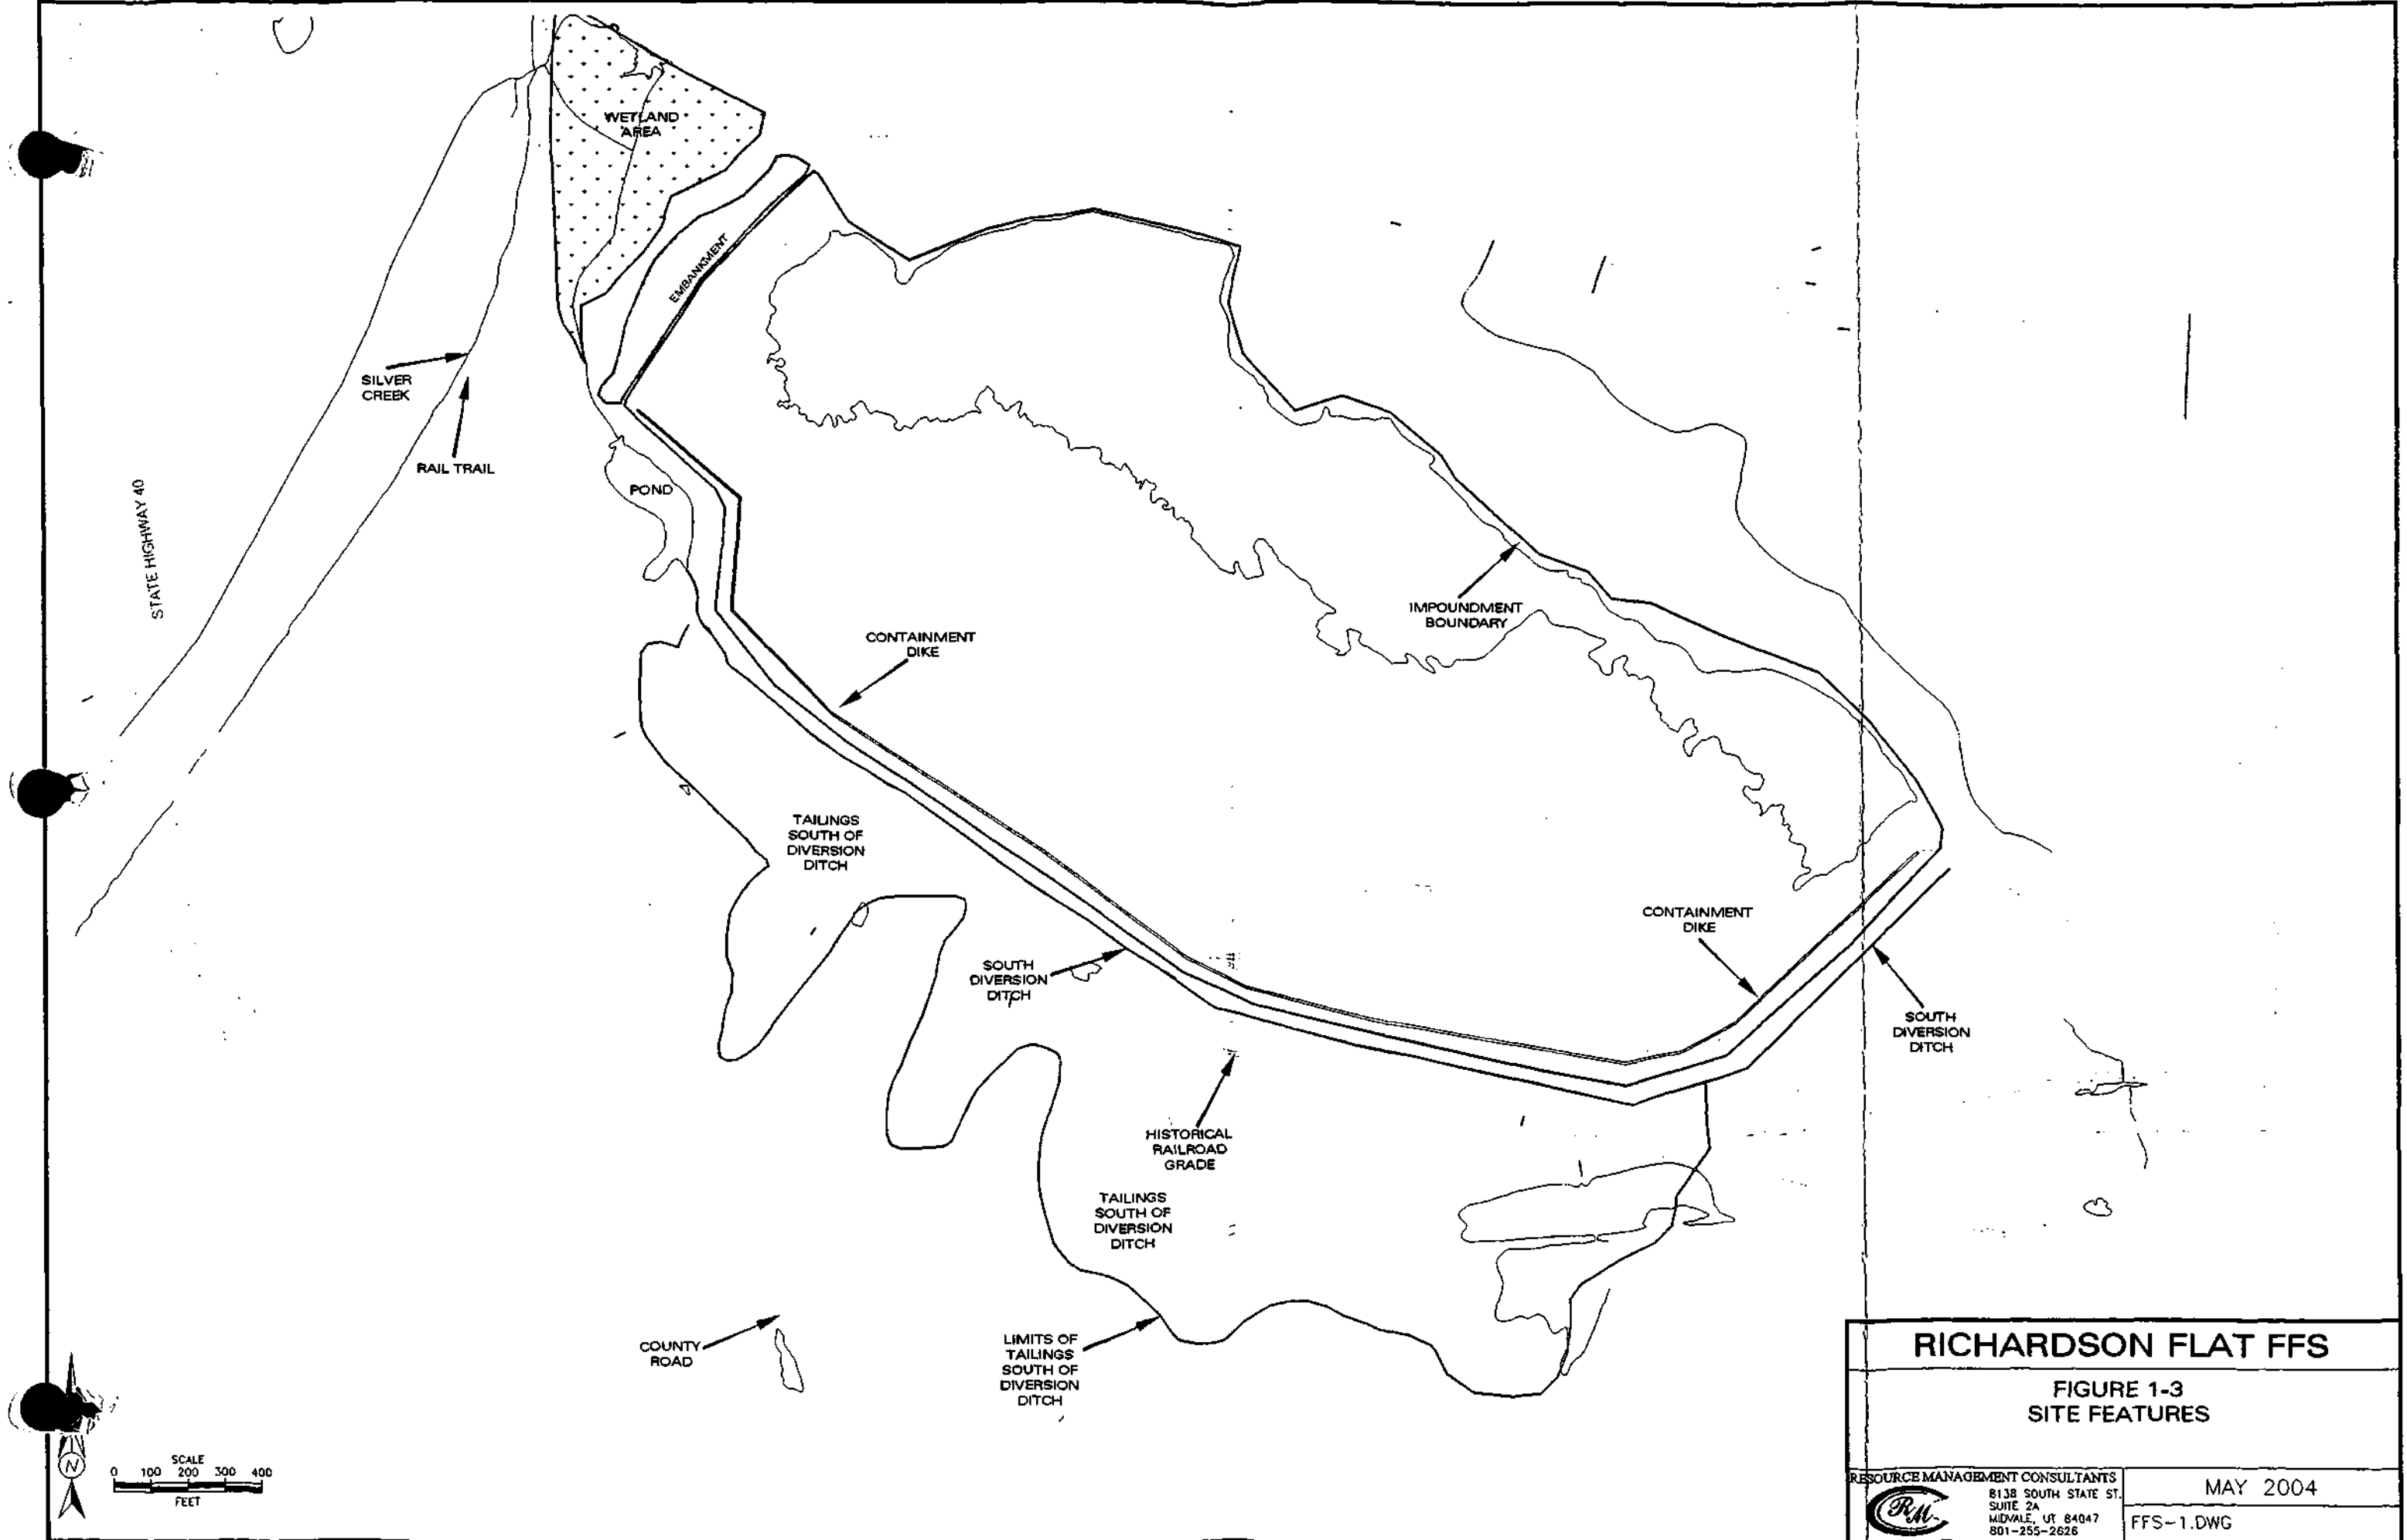 WETLAND
AREA
EMBANKMENT
SILVER
CREEK
RAIL TRAIL
STATE HIGHWAY 40
POND
CONTAINMENT
DIKE
IMPOUNDMENT
BOUNDARY
TAILINGS
SOUTH OF
DIVERSION
DITCH
SOUTH
DIVERSION
DITCH
CONTAINMENT
DIKE
SOUTH
DIVERSION
DITCH
HISTORICAL
RAILROAD
GRADE
TAILINGS
SOUTH OF
DIVERSION
DITCH
COUNTY
ROAD
LIMITS OF
TAILINGS
SOUTH OF
DIVERSION
DITCH
N
SCALE
0 100 200 300 400
FEET
RICHARDSON FLAT FFS
FIGURE 1-3
SITE FEATURES
RESOURCE MANAGEMENT CONSULTANTS
RMC
8138 SOUTH STATE ST.
SUITE 2A
MIDVALE, UT 84047
801-255-2626
MAY 2004
FFS-1.DWG